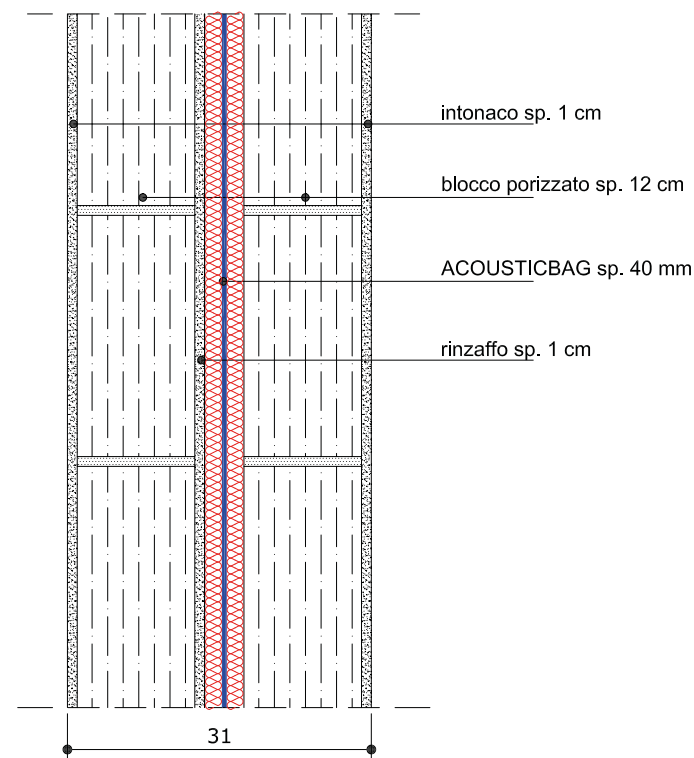 intonaco sp. 1 cm
blocco porizzato sp. 12 cm
ACOUSTICBAG sp. 40 mm
rinzaffo sp. 1 cm
31